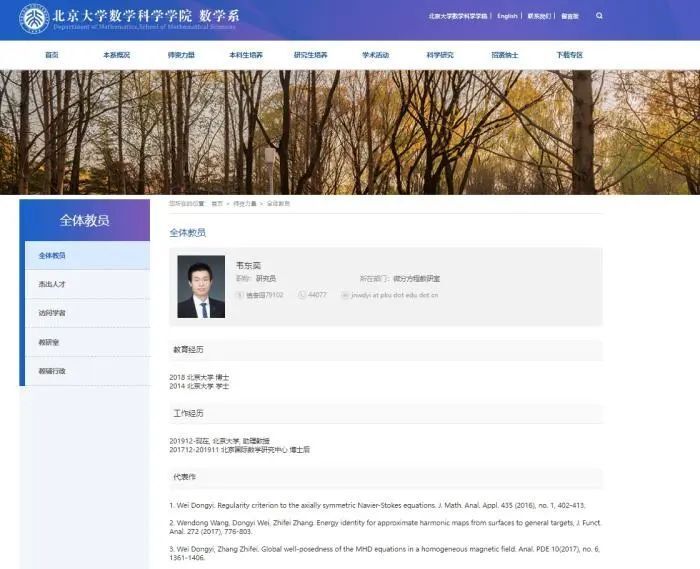 北京大学数学科学学院 数学系
Department of Mathematics,School of Mathematical Sciences
北京大学数学科学学院 | English | 联系我们 | 留言板
首页 本系概况 师资力量 本科生培养 研究生培养 学术活动 科学研究 招贤纳士 下载专区
全体教员
全体教员
杰出人才
访问学者
教研室
教辅行政
您所在的位置: 首页 > 师资力量 > 全体教员
全体教员
韦东奕
职称: 研究员 所在部门: 微分方程教研室
镜春园79102 44077 jnwdyi at pku dot edu dot cn
教育经历
2018 北京大学 博士
2014 北京大学 学士
工作经历
201912-现在, 北京大学, 助理教授
201712-201911 北京国际数学研究中心 博士后
代表作
1. Wei Dongyi. Regularity criterion to the axially symmetric Navier-Stokes equations. J. Math. Anal. Appl. 435 (2016), no. 1, 402-413.
2. Wendong Wang, Dongyi Wei, Zhifei Zhang. Energy identity for approximate harmonic maps from surfaces to general targets, J. Funct.
Anal. 272 (2017), 776-803.
3. Wei Dongyi, Zhang Zhifei. Global well-posedness of the MHD equations in a homogeneous magnetic field. Anal. PDE 10(2017), no. 6,
1361-1406.